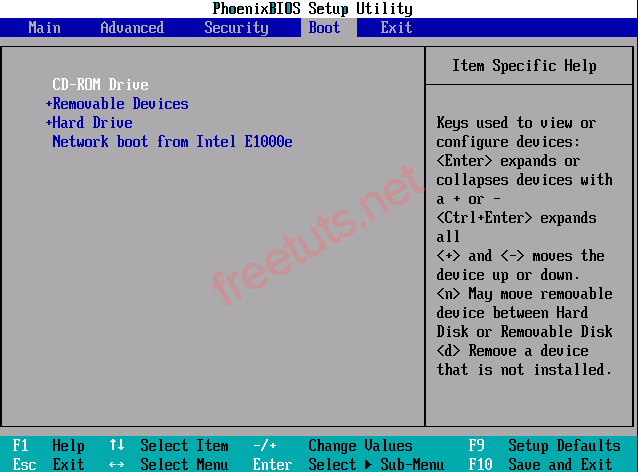 PhoenixBIOS Setup Utility
Main Advanced Security Boot Exit
CD-ROM Drive
+Removable Devices
+Hard Drive
Network boot from Intel E1000e
Item Specific Help
Keys used to view or
configure devices:
<Enter> expands or
collapses devices with
a + or -
<Ctrl+Enter> expands
all
<+> and <-> moves the
device up or down.
<n> May move removable
device between Hard
Disk or Removable Disk
<d> Remove a device
that is not installed.
freetuts.net
F1 Help ↑↓ Select Item -/+ Change Values F9 Setup Defaults
Esc Exit ↔ Select Menu Enter Select ▶ Sub-Menu F10 Save and Exit